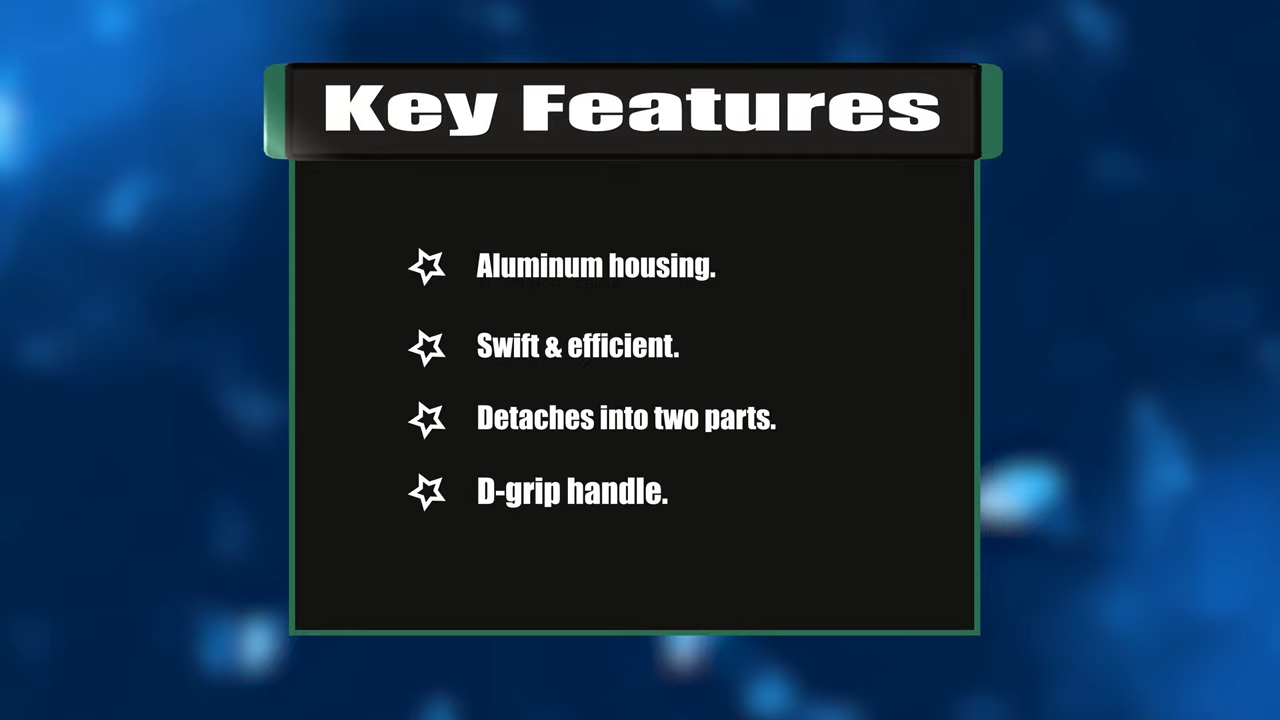 Key Features
Aluminum housing.
Swift & efficient.
Detaches into two parts.
D-grip handle.